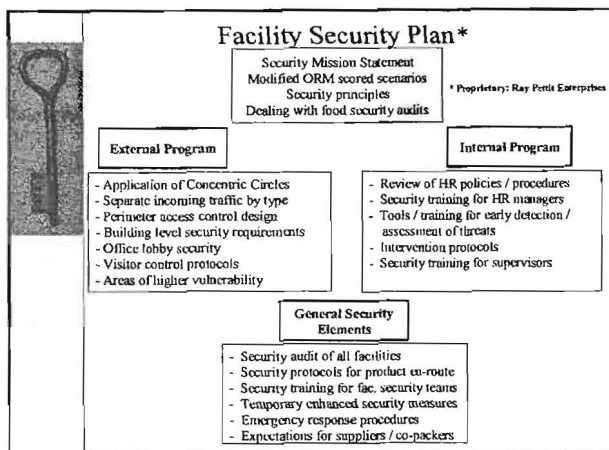 Facility Security Plan*
Security Mission Statement
Modified ORM scored scenarios
Security principles
Dealing with food security audits
* Proprietary: Ray Pettit Enterprises
External Program
- Application of Concentric Circles
- Separate incoming traffic by type
- Perimeter access control design
- Building level security requirements
- Office lobby security
- Visitor control protocols
- Areas of higher vulnerability
Internal Program
- Review of HR policies / procedures
- Security training for HR managers
- Tools / training for early detection /
assessment of threats
- Intervention protocols
- Security training for supervisors
General Security
Elements
- Security audit of all facilities
- Security protocols for product en-route
- Security training for fac. security teams
- Temporary enhanced security measures
- Emergency response procedures
- Expectations for suppliers / co-packers